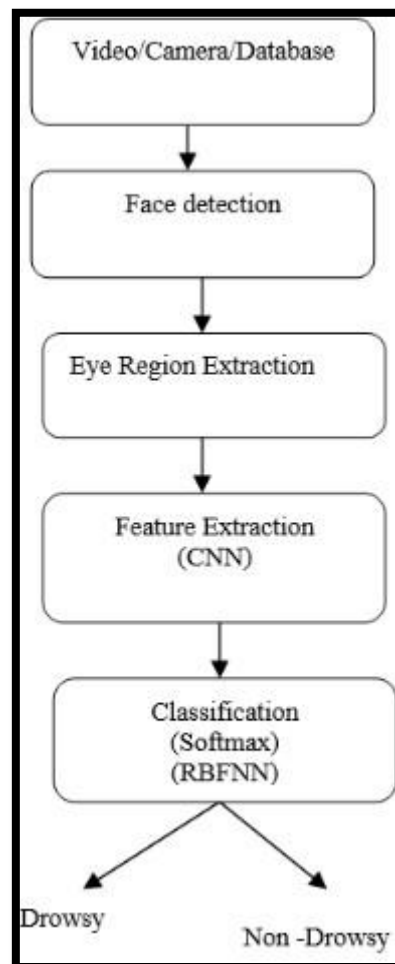 Video/Camera/Database
Face detection
Eye Region Extraction
Feature Extraction
(CNN)
Classification
(Softmax)
(RBFNN)
Drowsy
Non -Drowsy